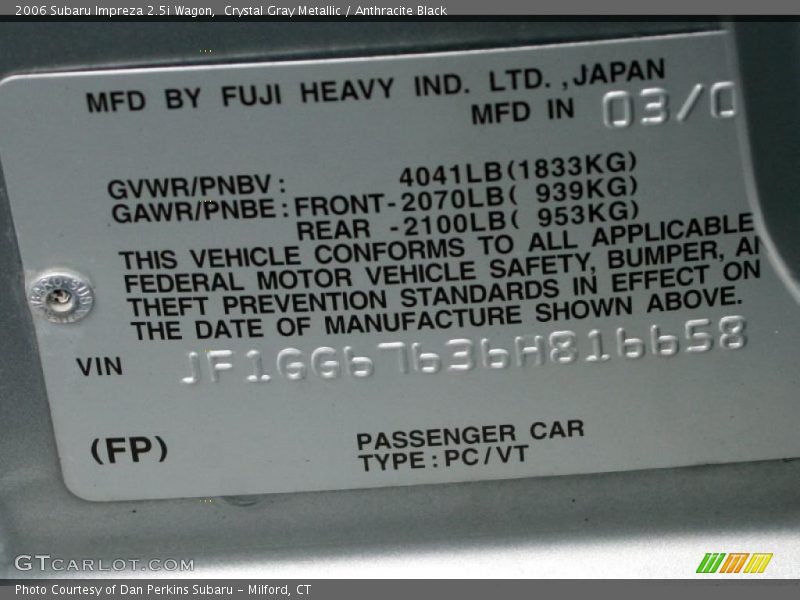 2006 Subaru Impreza 2.5i Wagon, Crystal Gray Metallic / Anthracite Black
MFD BY FUJI HEAVY IND. LTD. , JAPAN
MFD IN 03/0
GVWR/PNBV : 4041LB(1833KG)
GAWR/PNBE : FRONT-2070LB( 939KG)
REAR -2100LB( 953KG)
THIS VEHICLE CONFORMS TO ALL APPLICABLE
FEDERAL MOTOR VEHICLE SAFETY, BUMPER, AN
THEFT PREVENTION STANDARDS IN EFFECT ON
THE DATE OF MANUFACTURE SHOWN ABOVE.
VIN JF1GG67636H816658
(FP) PASSENGER CAR
TYPE : PC/VT
GTCARLOT.COM
Photo Courtesy of Dan Perkins Subaru - Milford, CT